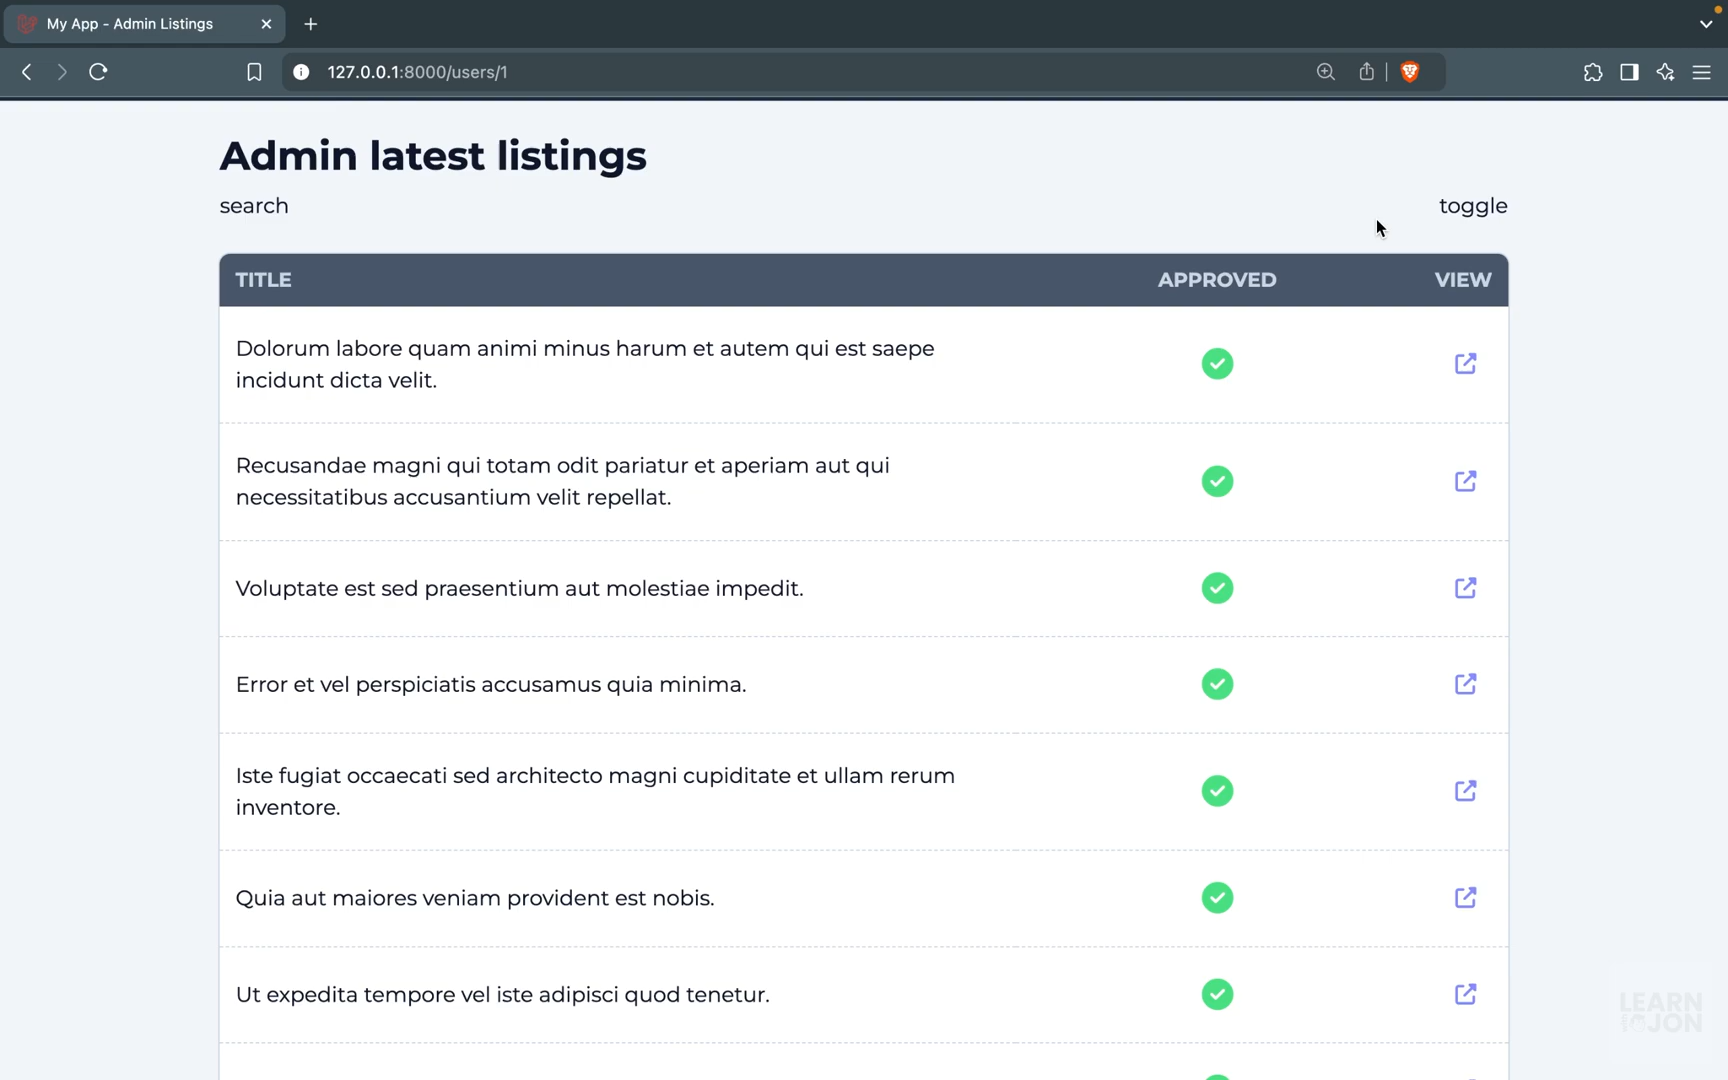 My App - Admin Listings
127.0.0.1:8000/users/1
Admin latest listings
search
toggle
TITLE
APPROVED
VIEW
Dolorum labore quam animi minus harum et autem qui est saepe
incidunt dicta velit.
Recusandae magni qui totam odit pariatur et aperiam aut qui
necessitatibus accusantium velit repellat.
Voluptate est sed praesentium aut molestiae impedit.
Error et vel perspiciatis accusamus quia minima.
Iste fugiat occaecati sed architecto magni cupiditate et ullam rerum
inventore.
Quia aut maiores veniam provident est nobis.
Ut expedita tempore vel iste adipisci quod tenetur.
LEARN
JON